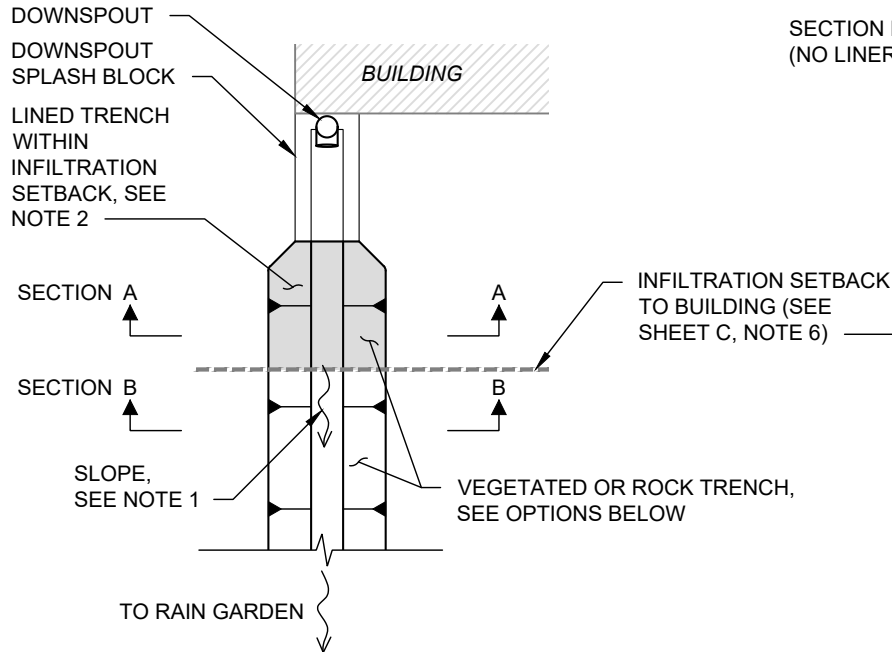 DOWNSPOUT
DOWNSPOUT
SPLASH BLOCK
BUILDING
LINED TRENCH
WITHIN
INFILTRATION
SETBACK, SEE
NOTE 2
SECTION A
A
SECTION B
B
SLOPE,
SEE NOTE 1
TO RAIN GARDEN
INFILTRATION SETBACK
TO BUILDING (SEE
SHEET C, NOTE 6)
VEGETATED OR ROCK TRENCH,
SEE OPTIONS BELOW
SECTION
(NO LINER